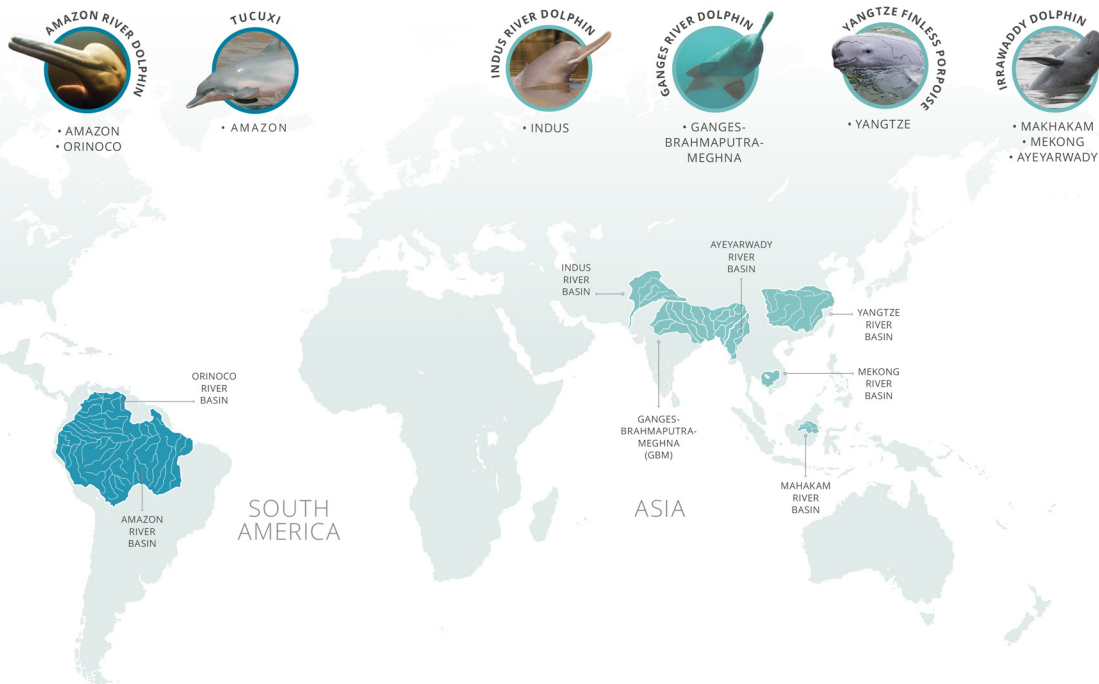 AMAZON RIVER DOLPHIN
• AMAZON
• ORINOCO
TUCUXI
• AMAZON
INDUS RIVER DOLPHIN
• INDUS
GANGES RIVER DOLPHIN
• GANGES-
BRAHMAPUTRA-
MEGHNA
YANGTZE FINLESS PORPOISE
• YANGTZE
IRRAWADDY DOLPHIN
• MAKHAKAM
• MEKONG
• AYEYARWADY
AYEYARWADY
RIVER
BASIN
INDUS
RIVER
BASIN
YANGTZE
RIVER
BASIN
ORINOCO
RIVER
BASIN
MEKONG
RIVER
BASIN
GANGES-
BRAHMAPUTRA-
MEGHNA
(GBM)
MAHAKAM
RIVER
BASIN
SOUTH
AMERICA
ASIA
AMAZON
RIVER
BASIN